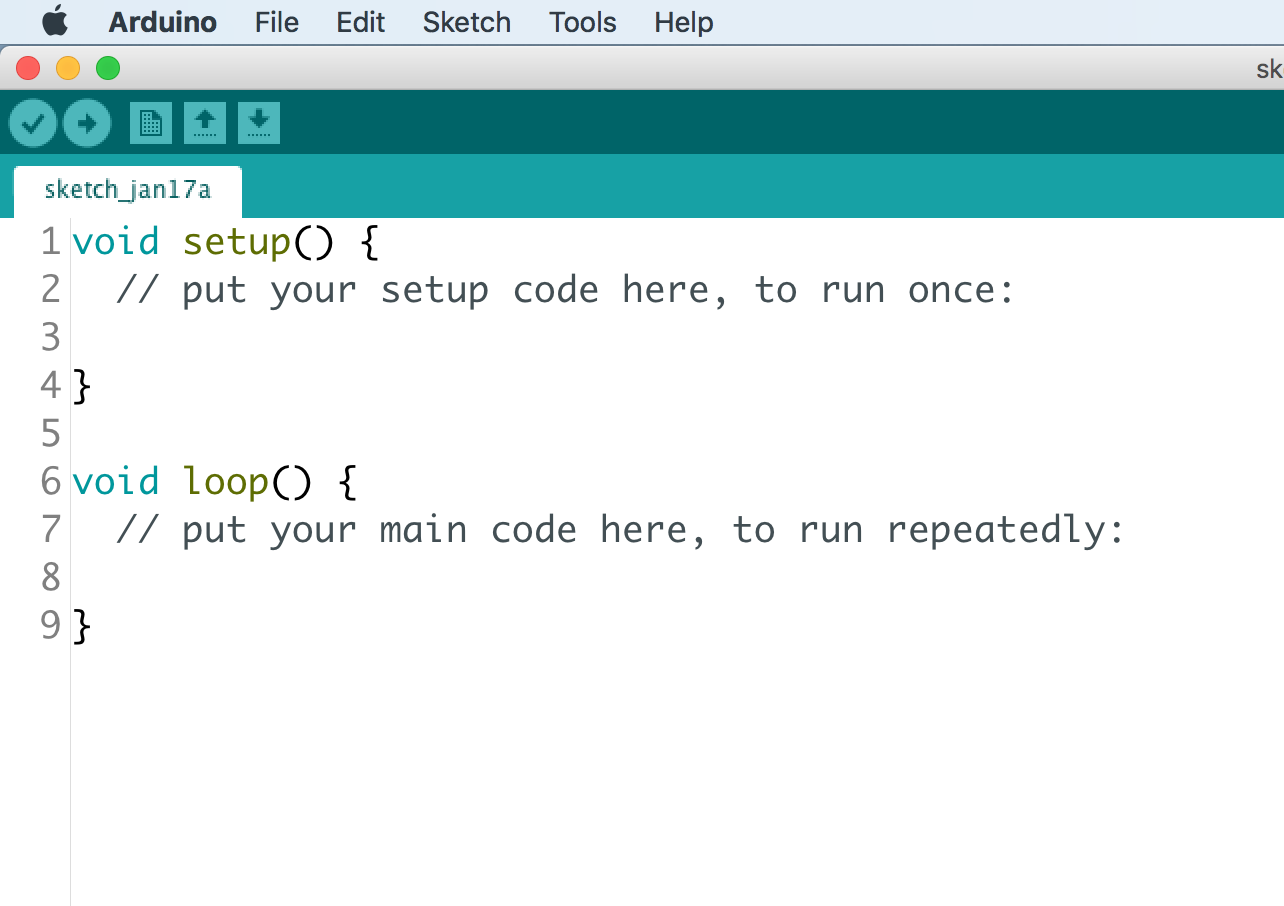 Arduino File Edit Sketch Tools Help
sketch_jan17a
1 void setup() {
2   // put your setup code here, to run once:
3
4 }
5
6 void loop() {
7   // put your main code here, to run repeatedly:
8
9 }